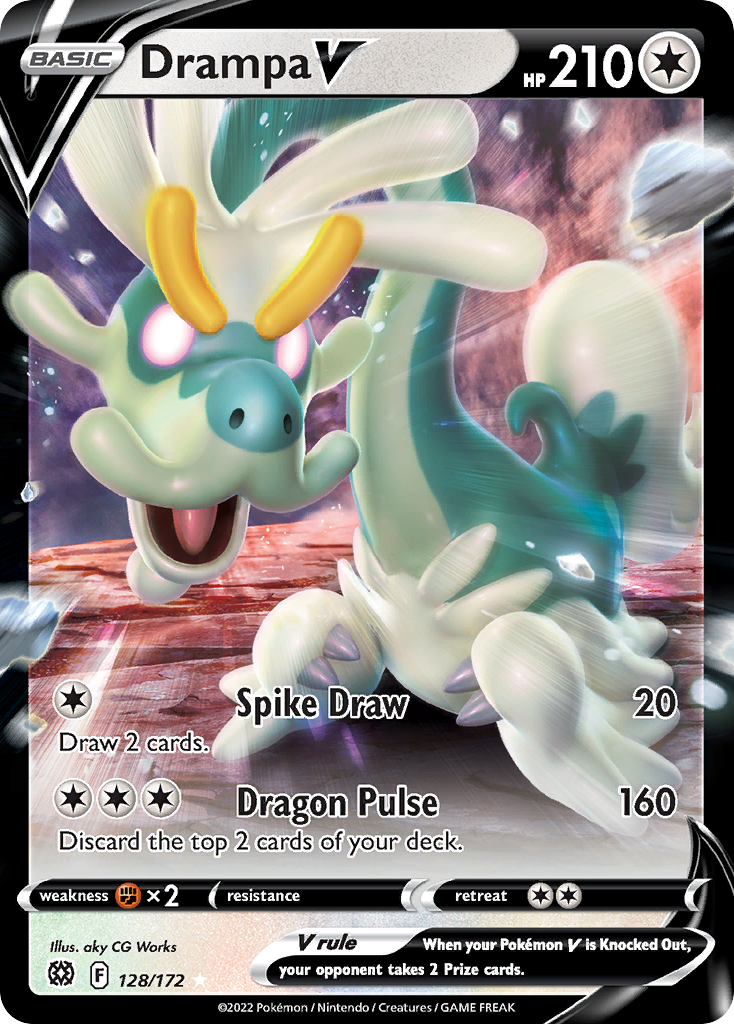 BASIC Drampa V HP 210
Spike Draw 20
Draw 2 cards.
Dragon Pulse 160
Discard the top 2 cards of your deck.
weakness ×2 resistance retreat
Illus. aky CG Works
V rule When your Pokémon V is Knocked Out,
your opponent takes 2 Prize cards.
F 128/172
©2022 Pokémon / Nintendo / Creatures / GAME FREAK